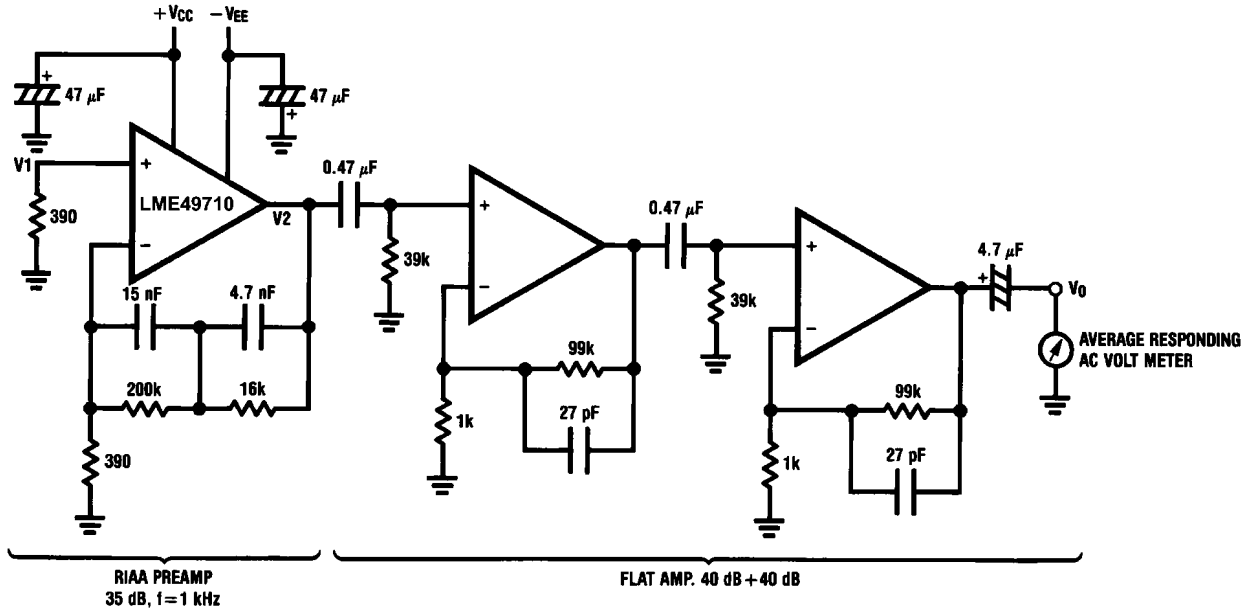 +VCC
−VEE
+
47 μF
47 μF
+
V1
+
LME49710
−
V2
390
15 nF
4.7 nF
200k
16k
390
0.47 μF
39k
+
−
99k
27 pF
1k
0.47 μF
39k
+
−
99k
27 pF
1k
4.7 μF
+
V0
AVERAGE RESPONDING
AC VOLT METER
RIAA PREAMP
35 dB, f=1 kHz
FLAT AMP. 40 dB+40 dB